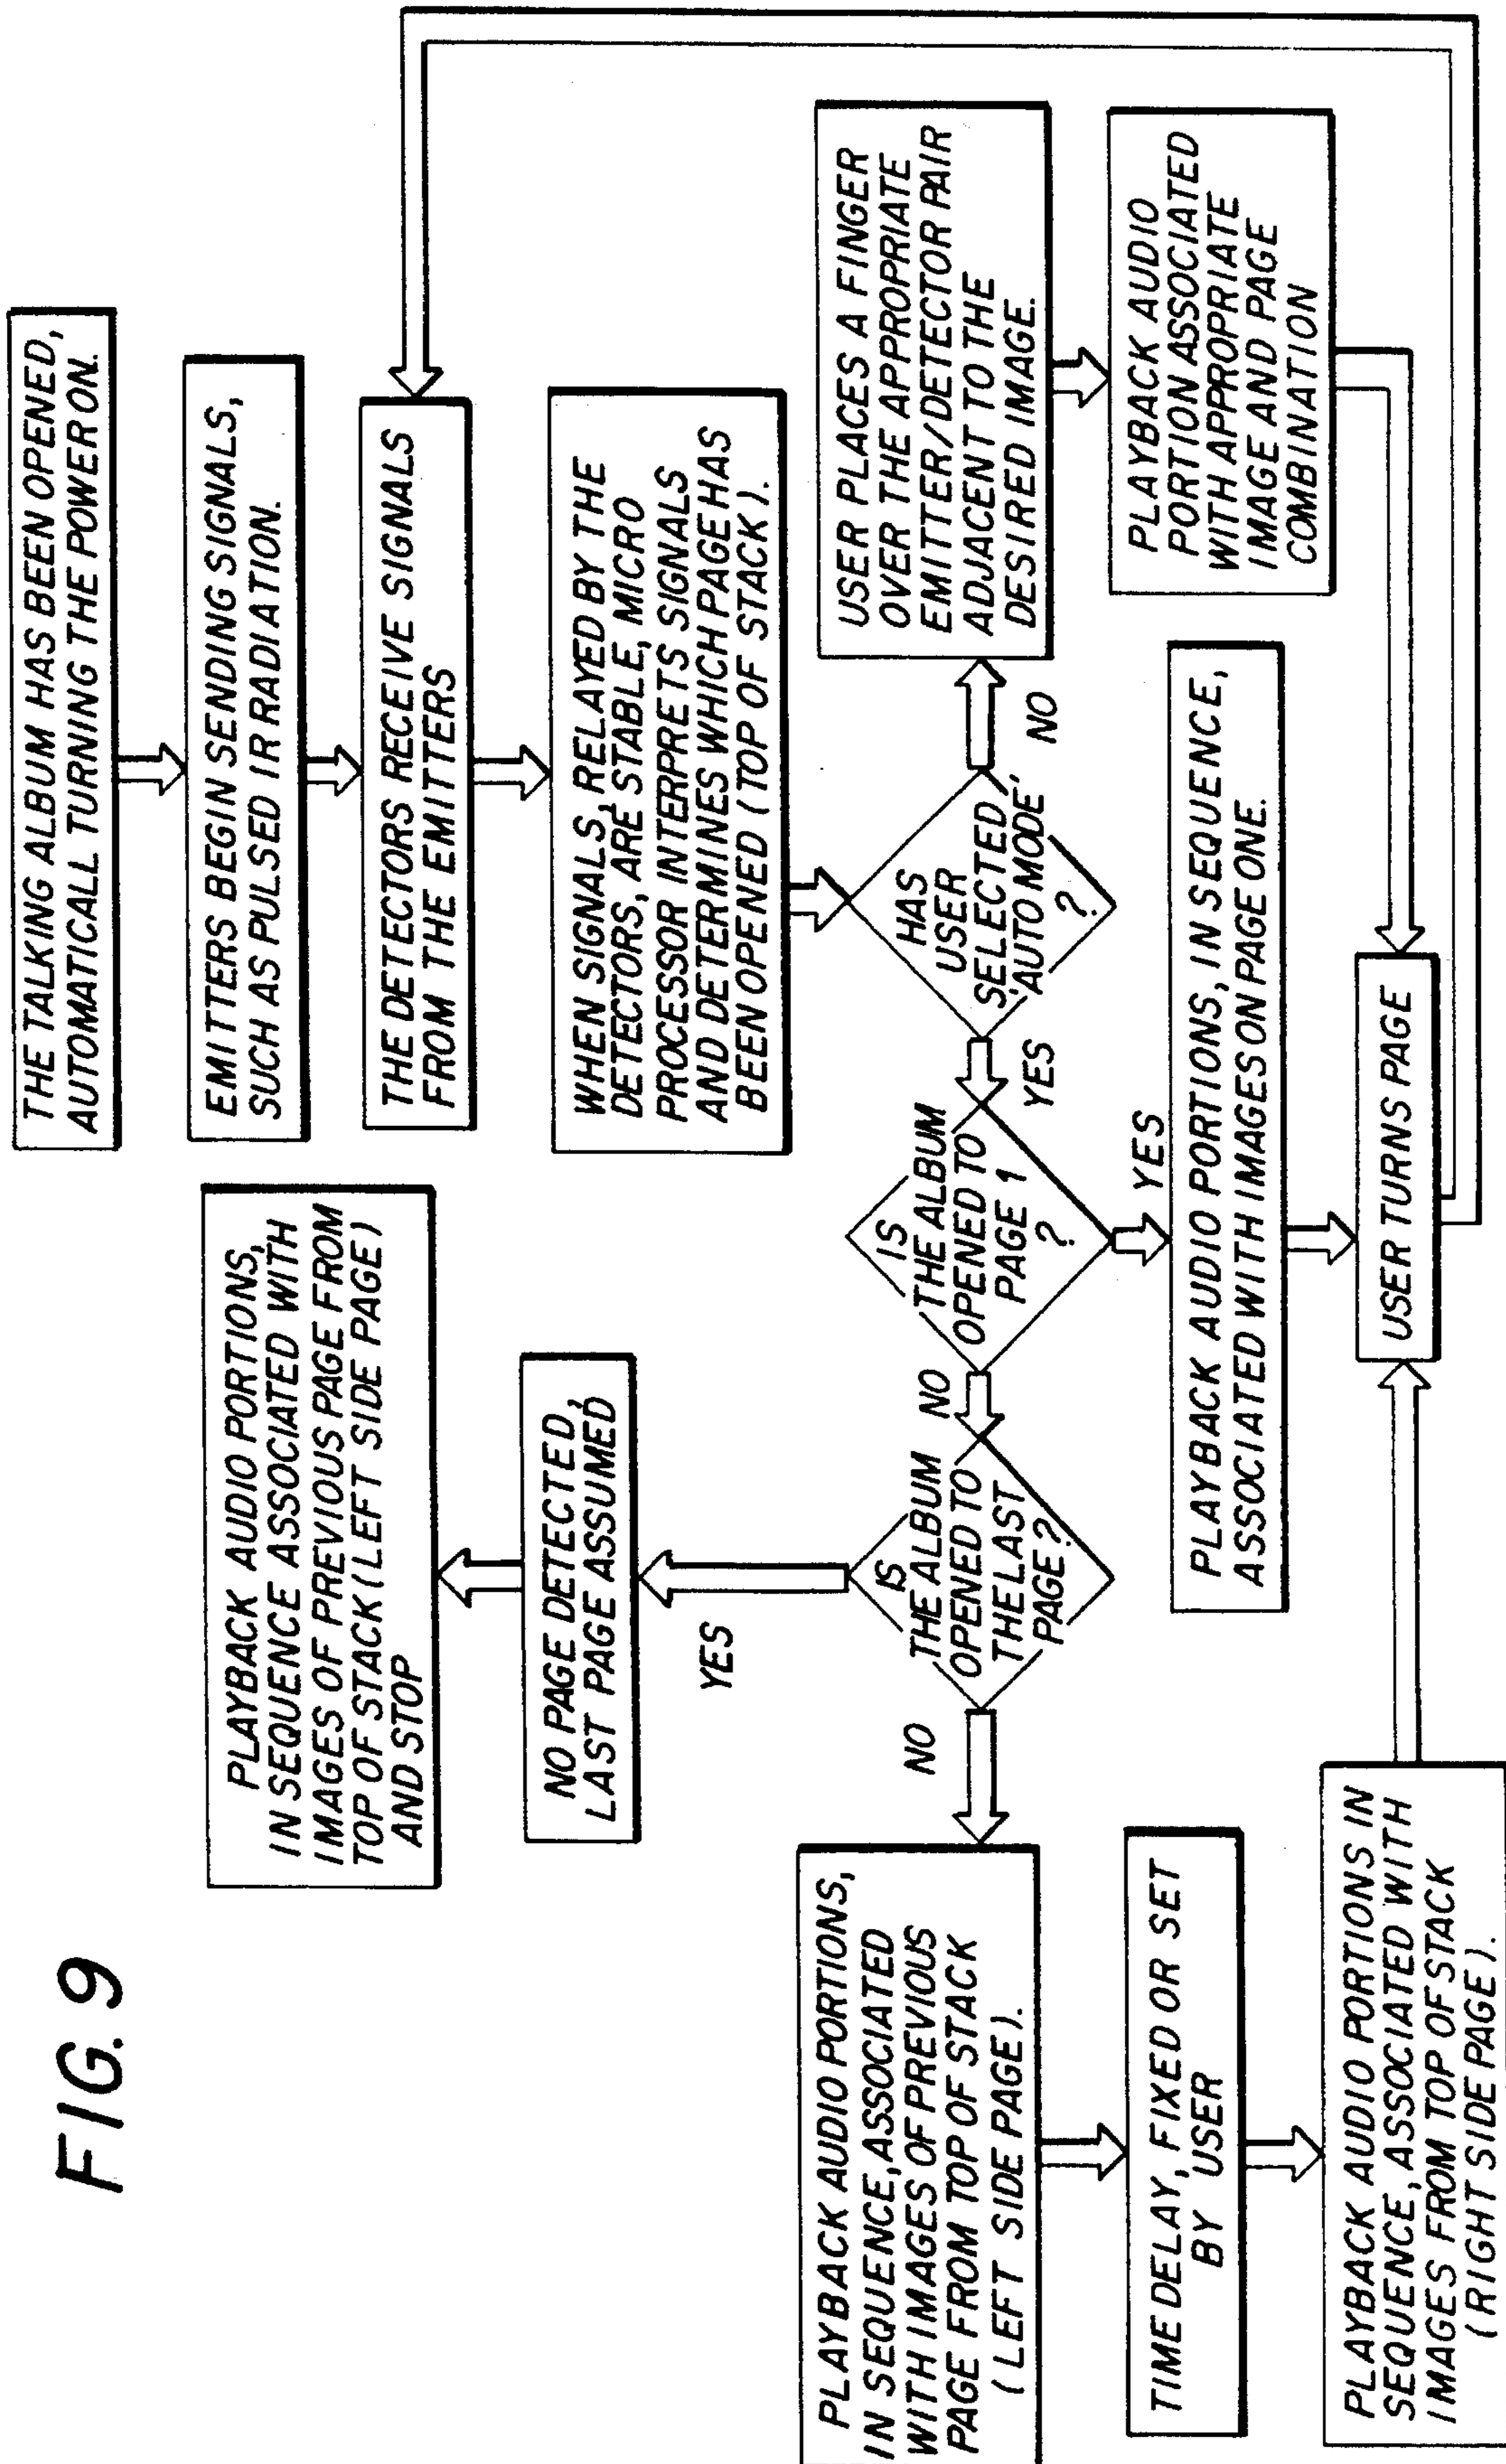 FIG. 9
THE TALKING ALBUM HAS BEEN OPENED,
AUTOMATICALL TURNING THE POWER ON.
EMITTERS BEGIN SENDING SIGNALS,
SUCH AS PULSED IR RADIATION.
THE DETECTORS RECEIVE SIGNALS
FROM THE EMITTERS
WHEN SIGNALS, RELAYED BY THE
DETECTORS, ARE STABLE, MICRO
PROCESSOR INTERPRETS SIGNALS
AND DETERMINES WHICH PAGE HAS
BEEN OPENED (TOP OF STACK).
HAS
USER
SELECTED
'AUTO MODE'
?
NO
USER PLACES A FINGER
OVER THE APPROPRIATE
EMITTER/DETECTOR PAIR
ADJACENT TO THE
DESIRED IMAGE.
PLAYBACK AUDIO
PORTION ASSOCIATED
WITH APPROPRIATE
IMAGE AND PAGE
COMBINATION
YES
IS
THE ALBUM
OPENED TO
PAGE 1
?
YES
PLAYBACK AUDIO PORTIONS, IN SEQUENCE,
ASSOCIATED WITH IMAGES ON PAGE ONE.
USER TURNS PAGE
NO
IS
THE ALBUM
OPENED TO
THE LAST
PAGE?
YES
NO PAGE DETECTED,
LAST PAGE ASSUMED
PLAYBACK AUDIO PORTIONS,
IN SEQUENCE ASSOCIATED WITH
IMAGES OF PREVIOUS PAGE FROM
TOP OF STACK (LEFT SIDE PAGE)
AND STOP
NO
PLAYBACK AUDIO PORTIONS,
IN SEQUENCE, ASSOCIATED
WITH IMAGES OF PREVIOUS
PAGE FROM TOP OF STACK
(LEFT SIDE PAGE).
TIME DELAY, FIXED OR SET
BY USER
PLAYBACK AUDIO PORTIONS IN
SEQUENCE, ASSOCIATED WITH
IMAGES FROM TOP OF STACK
(RIGHT SIDE PAGE).